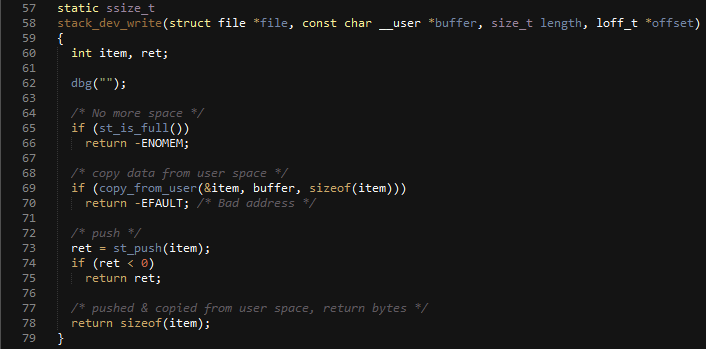 57 static ssize_t
58 stack_dev_write(struct file *file, const char __user *buffer, size_t length, loff_t *offset)
59 {
60   int item, ret;
61
62   dbg("");
63
64   /* No more space */
65   if (st_is_full())
66     return -ENOMEM;
67
68   /* copy data from user space */
69   if (copy_from_user(&item, buffer, sizeof(item)))
70     return -EFAULT; /* Bad address */
71
72   /* push */
73   ret = st_push(item);
74   if (ret < 0)
75     return ret;
76
77   /* pushed & copied from user space, return bytes */
78   return sizeof(item);
79 }